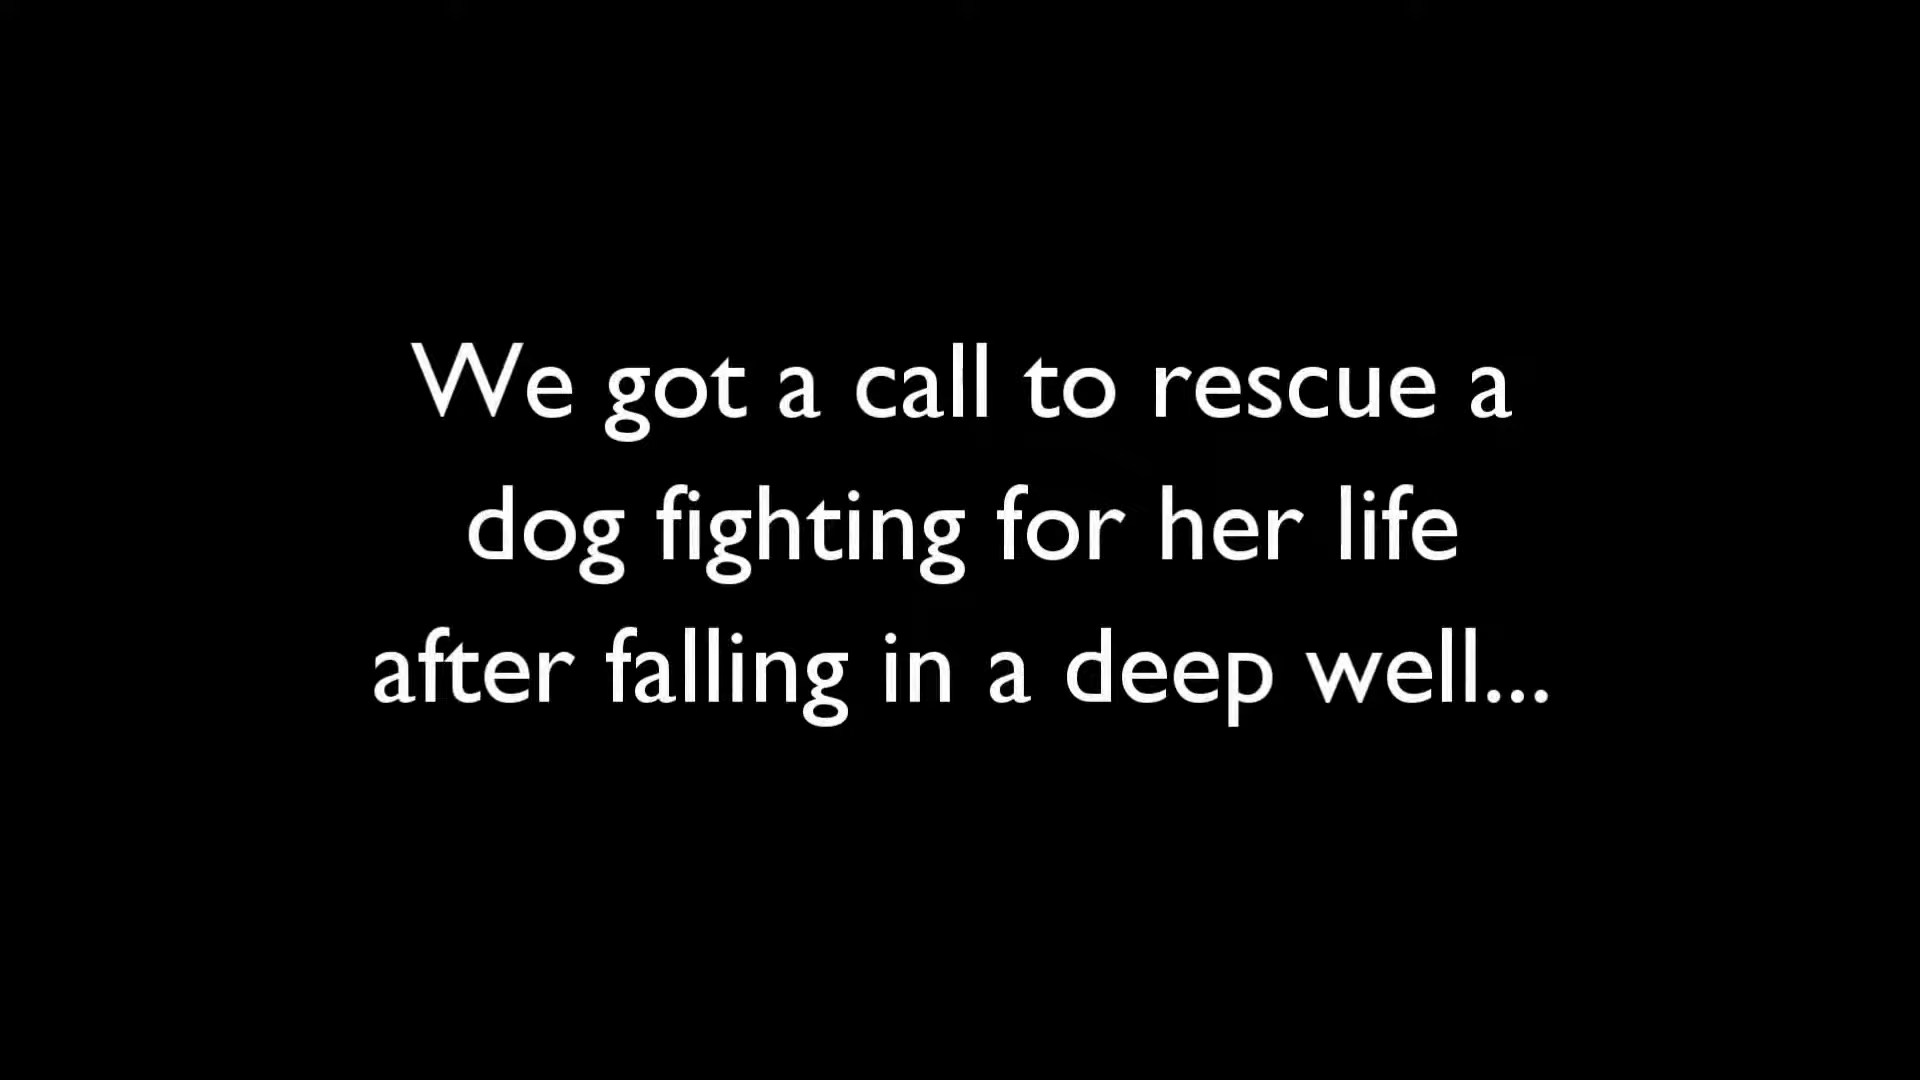 We got a call to rescue a
dog fighting for her life
after falling in a deep well...